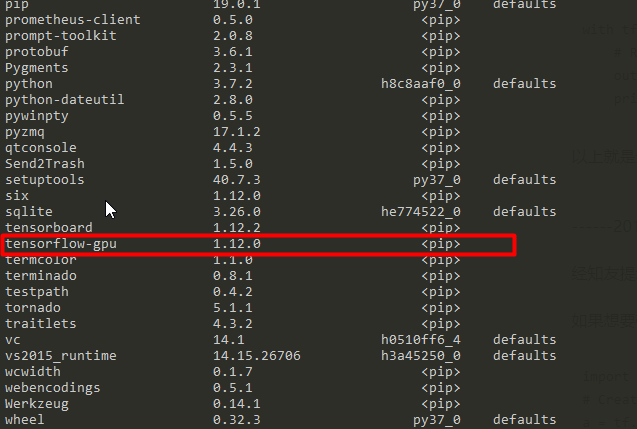 pip 19.0.1 py37_0 defaults
prometheus-client 0.5.0 <pip>
prompt-toolkit 2.0.8 <pip>
protobuf 3.6.1 <pip>
Pygments 2.3.1 <pip>
python 3.7.2 h8c8aaf0_0 defaults
python-dateutil 2.8.0 <pip>
pywinpty 0.5.5 <pip>
pyzmq 17.1.2 <pip>
qtconsole 4.4.3 <pip>
Send2Trash 1.5.0 <pip>
setuptools 40.7.3 py37_0 defaults
six 1.12.0 <pip>
sqlite 3.26.0 he774522_0 defaults
tensorboard 1.12.2 <pip>
tensorflow-gpu 1.12.0 <pip>
termcolor 1.1.0 <pip>
terminado 0.8.1 <pip>
testpath 0.4.2 <pip>
tornado 5.1.1 <pip>
traitlets 4.3.2 <pip>
vc 14.1 h0510ff6_4 defaults
vs2015_runtime 14.15.26706 h3a45250_0 defaults
wcwidth 0.1.7 <pip>
webencodings 0.5.1 <pip>
Werkzeug 0.14.1 <pip>
wheel 0.32.3 py37_0 defaults